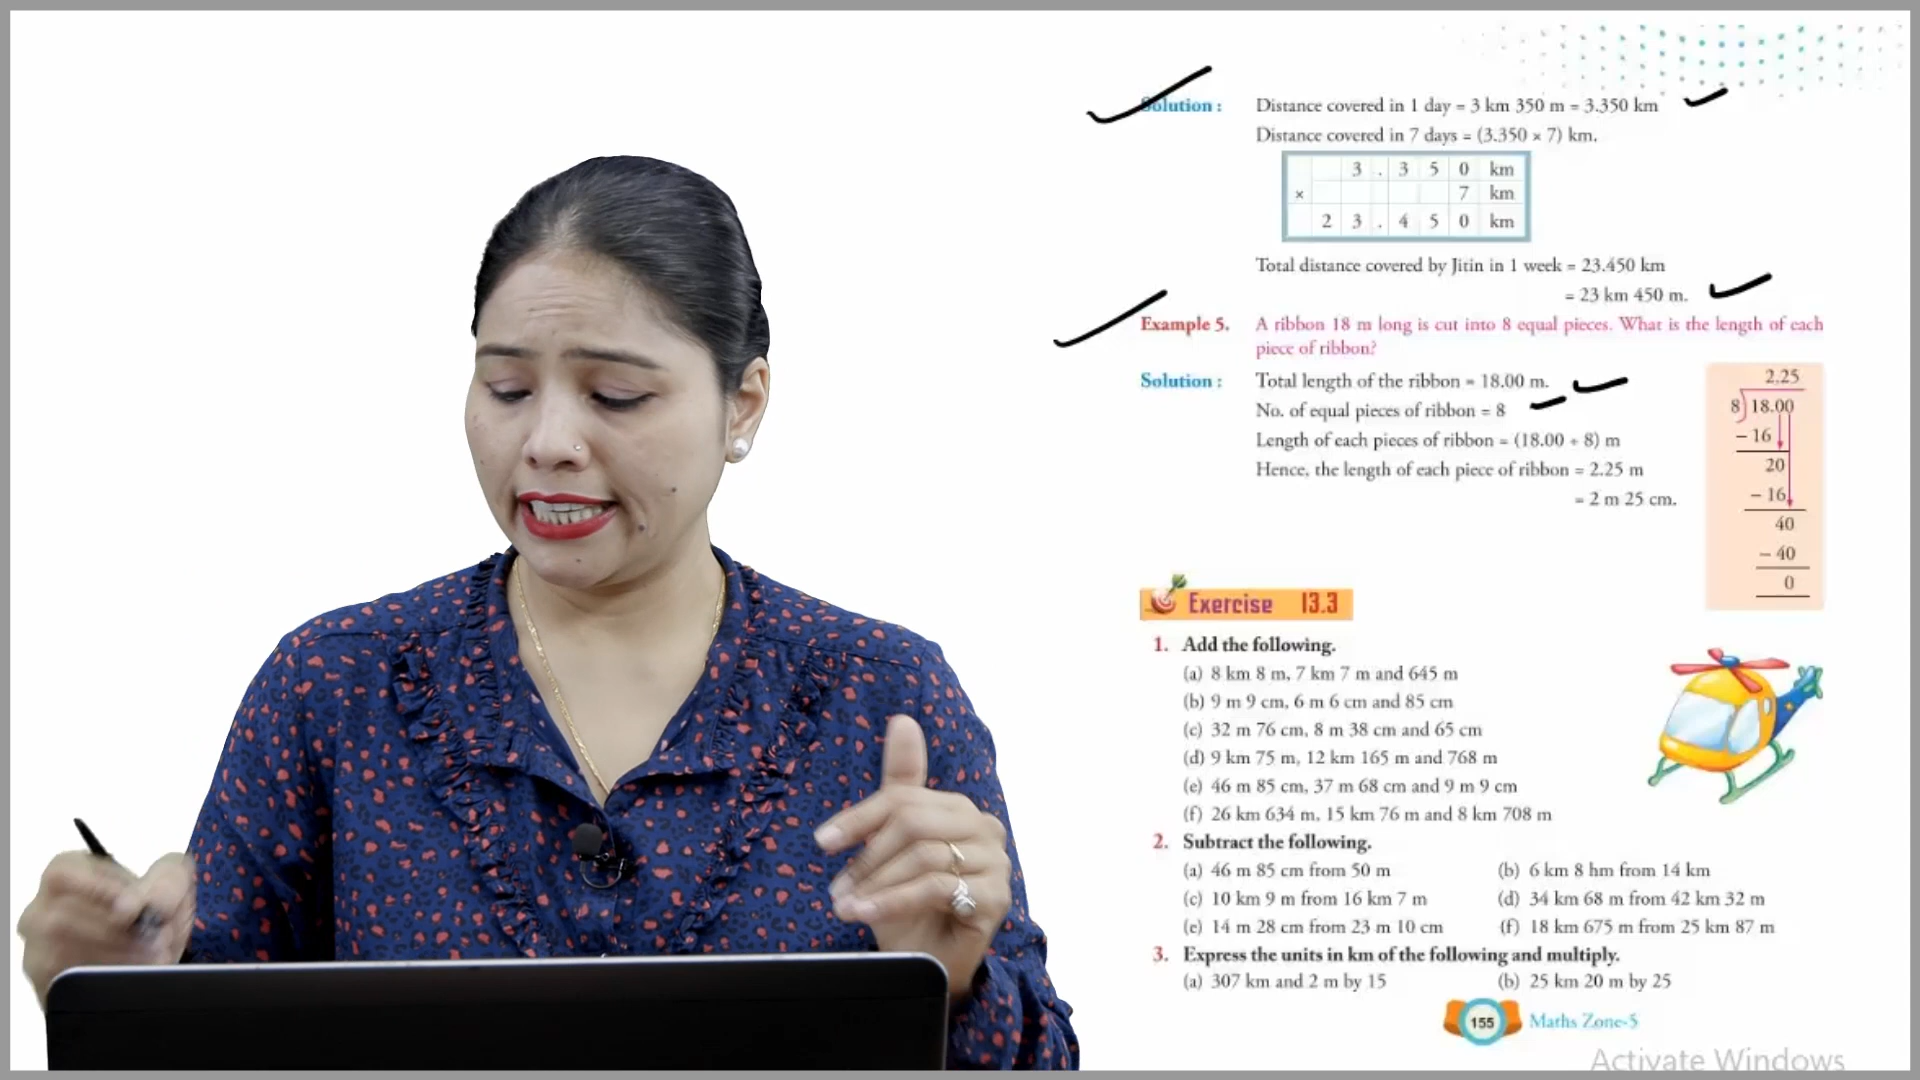 Solution : Distance covered in 1 day = 3 km 350 m = 3.350 km
Distance covered in 7 days = (3.350 × 7) km.
3 . 3 5 0 km
× 7 km
2 3 . 4 5 0 km
Total distance covered by Jitin in 1 week = 23.450 km
= 23 km 450 m.
Example 5. A ribbon 18 m long is cut into 8 equal pieces. What is the length of each
piece of ribbon?
Solution : Total length of the ribbon = 18.00 m.
No. of equal pieces of ribbon = 8
Length of each pieces of ribbon = (18.00 ÷ 8) m
Hence, the length of each piece of ribbon = 2.25 m
= 2 m 25 cm.
2.25
8)18.00
– 16
20
– 16
40
– 40
0
Exercise 13.3
1. Add the following.
(a) 8 km 8 m, 7 km 7 m and 645 m
(b) 9 m 9 cm, 6 m 6 cm and 85 cm
(c) 32 m 76 cm, 8 m 38 cm and 65 cm
(d) 9 km 75 m, 12 km 165 m and 768 m
(e) 46 m 85 cm, 37 m 68 cm and 9 m 9 cm
(f) 26 km 634 m, 15 km 76 m and 8 km 708 m
2. Subtract the following.
(a) 46 m 85 cm from 50 m (b) 6 km 8 hm from 14 km
(c) 10 km 9 m from 16 km 7 m (d) 34 km 68 m from 42 km 32 m
(e) 14 m 28 cm from 23 m 10 cm (f) 18 km 675 m from 25 km 87 m
3. Express the units in km of the following and multiply.
(a) 307 km and 2 m by 15 (b) 25 km 20 m by 25
155 Maths Zone-5
Activate Windows